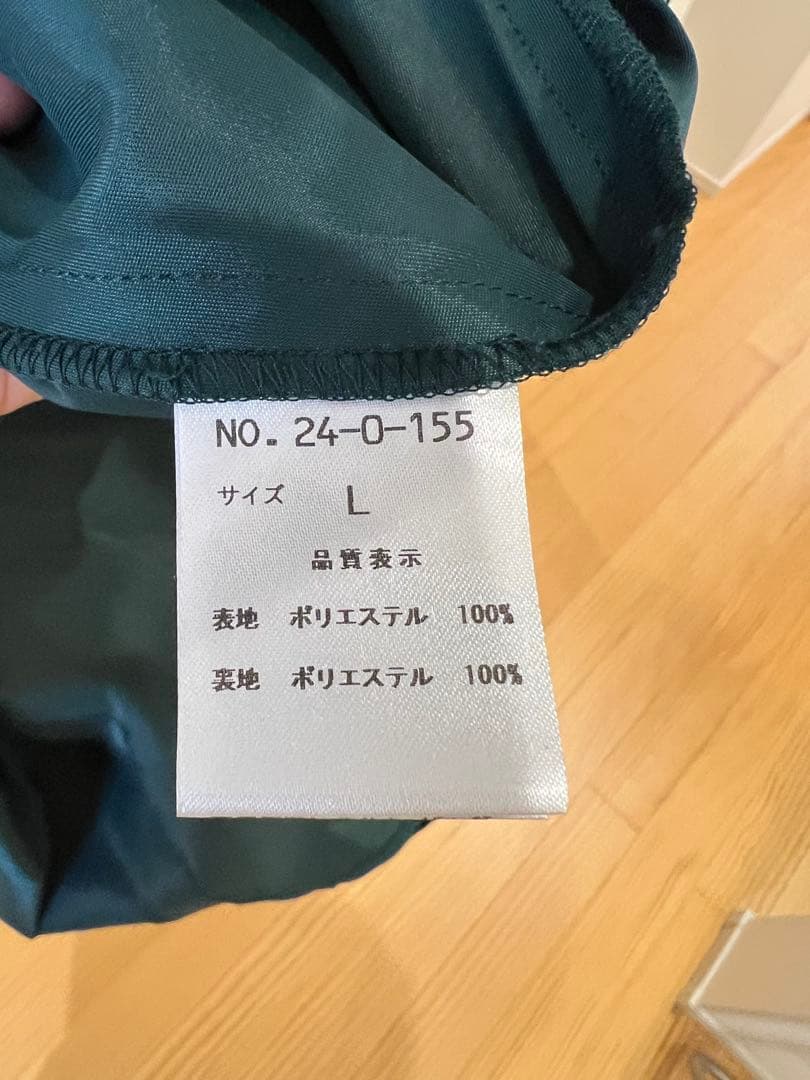 NO. 24-0-155
サイズ L
品質表示
表地 ポリエステル 100%
裏地 ポリエステル 100%